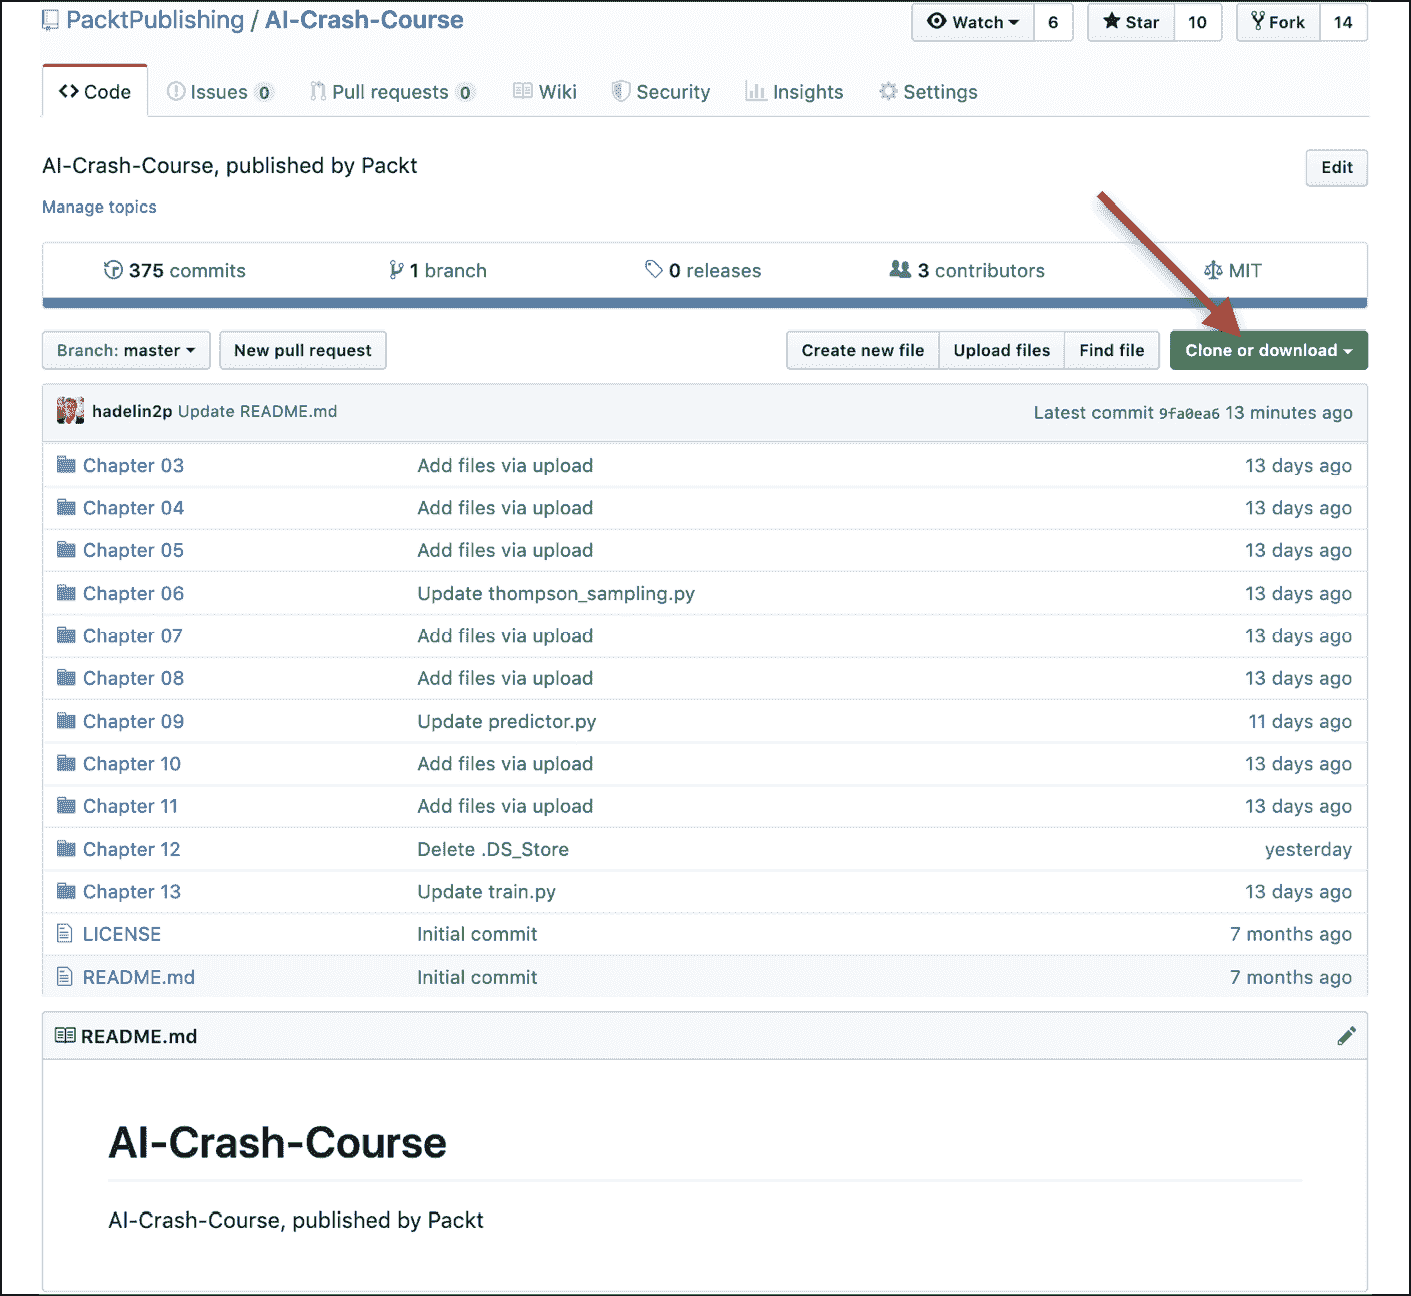 PacktPublishing / AI-Crash-Course Watch 6 Star 10 Fork 14
Code Issues 0 Pull requests 0 Wiki Security Insights Settings
AI-Crash-Course, published by Packt Edit
Manage topics
375 commits 1 branch 0 releases 3 contributors MIT
Branch: master New pull request Create new file Upload files Find file Clone or download
hadelin2p Update README.md Latest commit 9fa0ea6 13 minutes ago
Chapter 03 Add files via upload 13 days ago
Chapter 04 Add files via upload 13 days ago
Chapter 05 Add files via upload 13 days ago
Chapter 06 Update thompson_sampling.py 13 days ago
Chapter 07 Add files via upload 13 days ago
Chapter 08 Add files via upload 13 days ago
Chapter 09 Update predictor.py 11 days ago
Chapter 10 Add files via upload 13 days ago
Chapter 11 Add files via upload 13 days ago
Chapter 12 Delete .DS_Store yesterday
Chapter 13 Update train.py 13 days ago
LICENSE Initial commit 7 months ago
README.md Initial commit 7 months ago
README.md
AI-Crash-Course
AI-Crash-Course, published by Packt